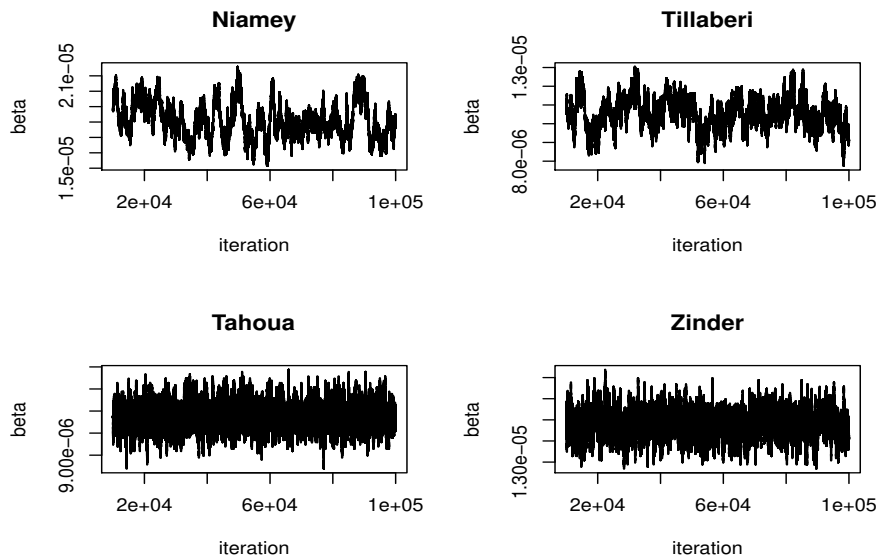 Niamey
beta
1.5e−05 2.1e−05
2e+04 6e+04 1e+05
iteration
Tillaberi
beta
8.0e−06 1.3e−05
2e+04 6e+04 1e+05
iteration
Tahoua
beta
9.00e−06
2e+04 6e+04 1e+05
iteration
Zinder
beta
1.30e−05
2e+04 6e+04 1e+05
iteration